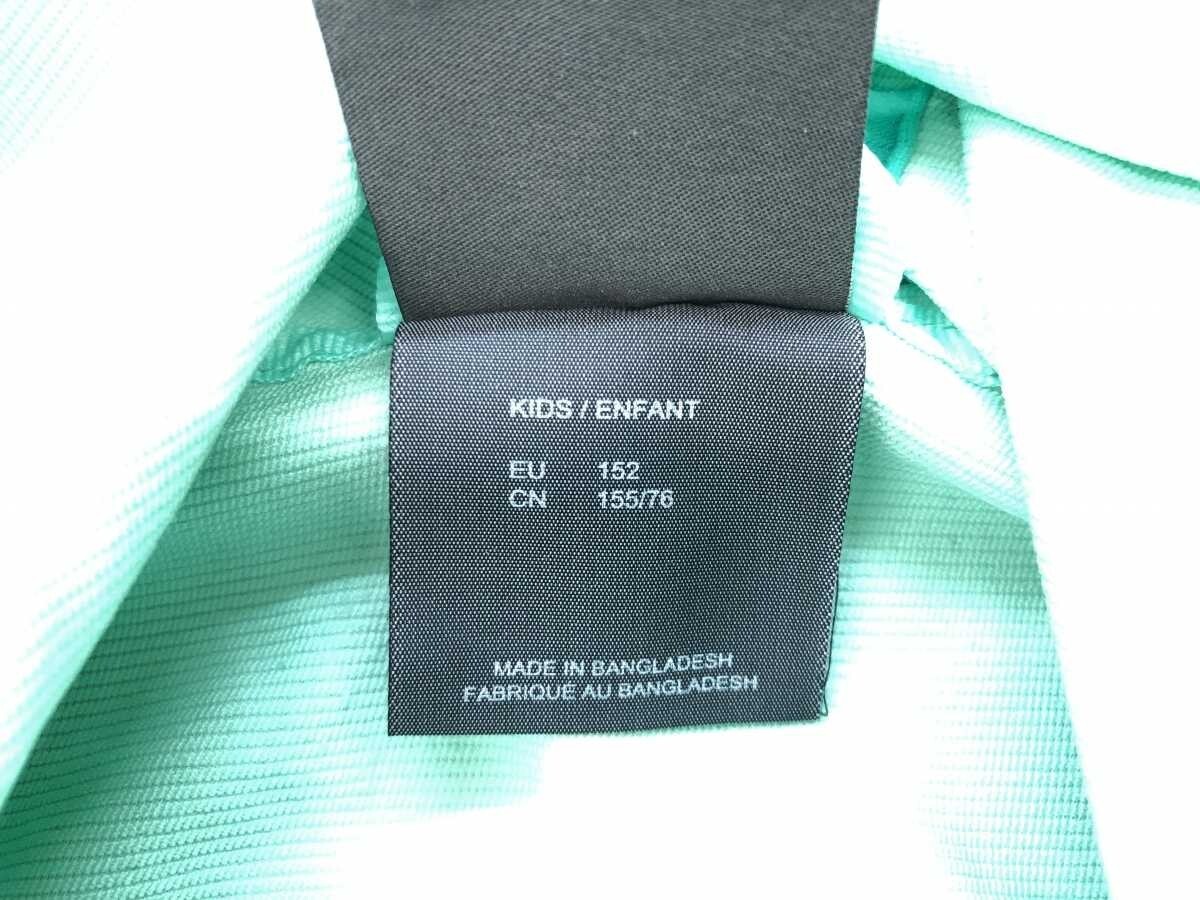 KIDS / ENFANT
EU 152
CN 155/76
MADE IN BANGLADESH
FABRIQUE AU BANGLADESH